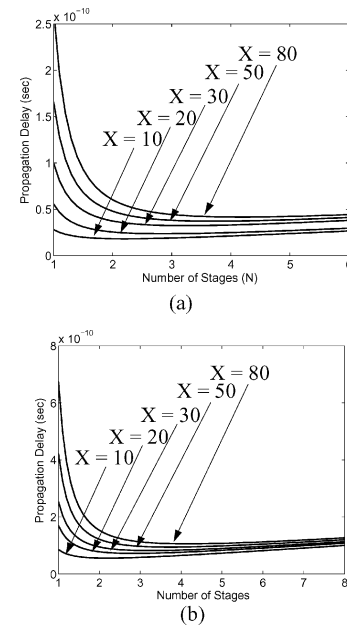 x 10⁻¹⁰
2.5
2
1.5
1
0.5
0
Propagation Delay (sec)
X = 80
X = 50
X = 30
X = 20
X = 10
1 2 3 4 5 6
Number of Stages (N)
(a)
x 10⁻¹⁰
8
6
4
2
0
Propagation Delay (sec)
X = 80
X = 50
X = 30
X = 20
X = 10
1 2 3 4 5 6 7 8
Number of Stages
(b)